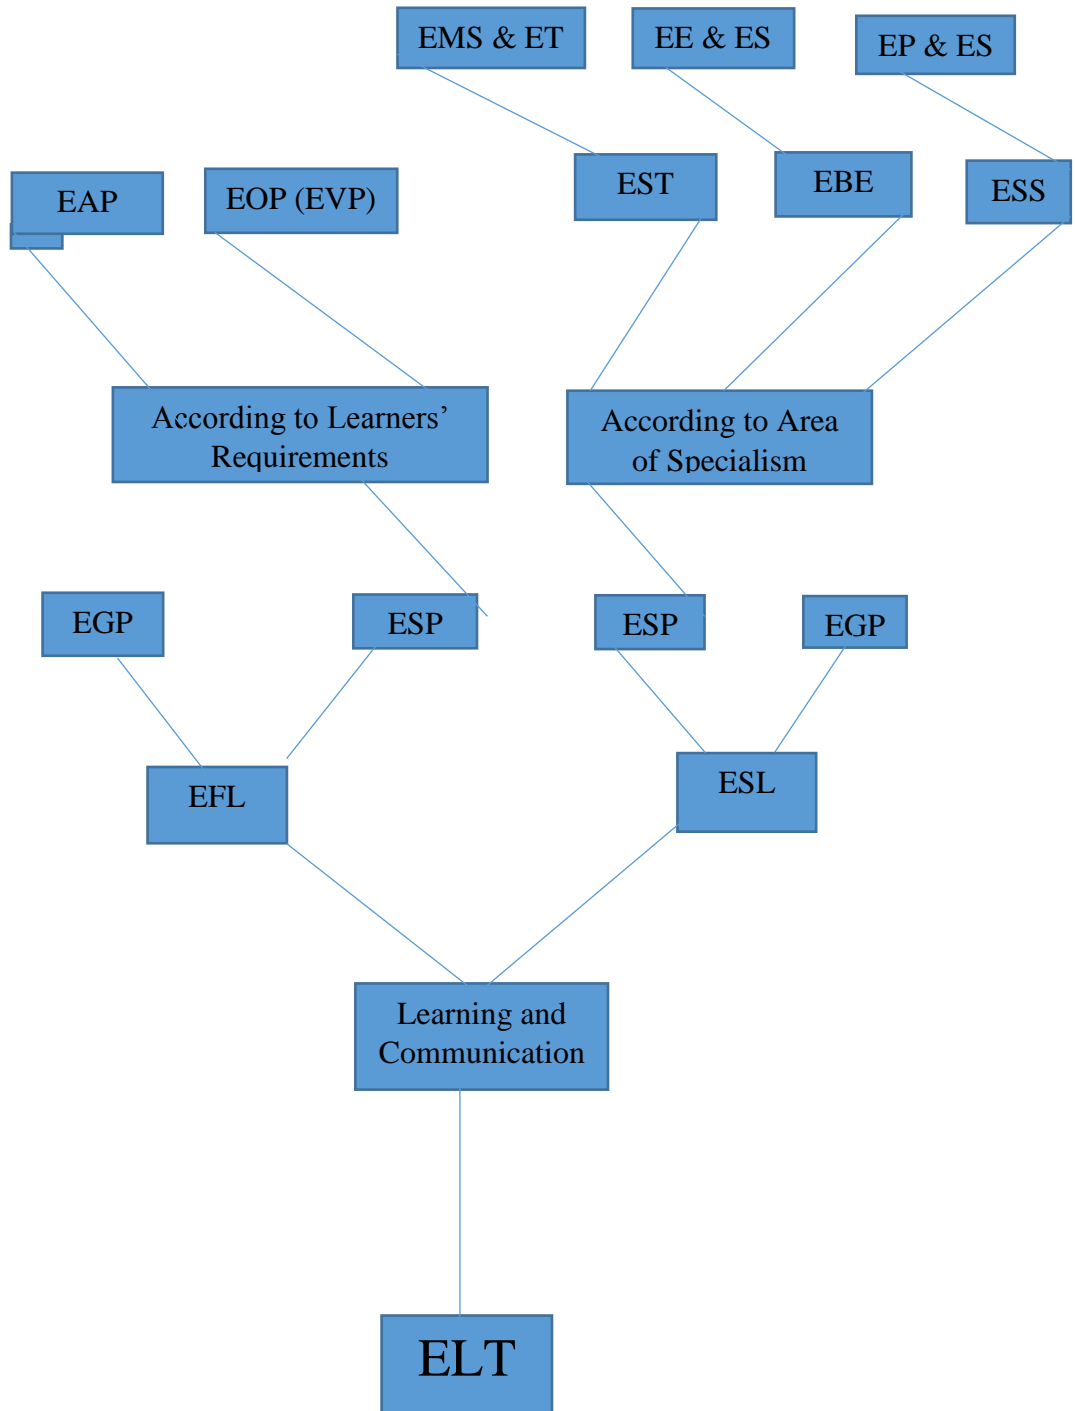 EMS & ET
EE & ES
EP & ES
EAP
EOP (EVP)
EST
EBE
ESS
According to Learners’
Requirements
According to Area
of Specialism
EGP
ESP
ESP
EGP
EFL
ESL
Learning and
Communication
ELT